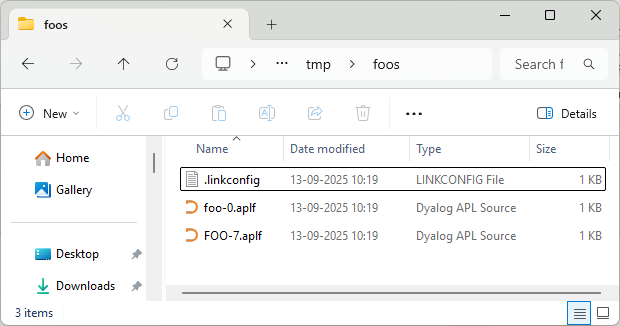 foos
tmp foos Search f
New Details
Name Date modified Type Size
Home
Gallery
Desktop
Downloads
.linkconfig 13-09-2025 10:19 LINKCONFIG File 1 KB
foo-0.aplf 13-09-2025 10:19 Dyalog APL Source 1 KB
FOO-7.aplf 13-09-2025 10:19 Dyalog APL Source 1 KB
3 items